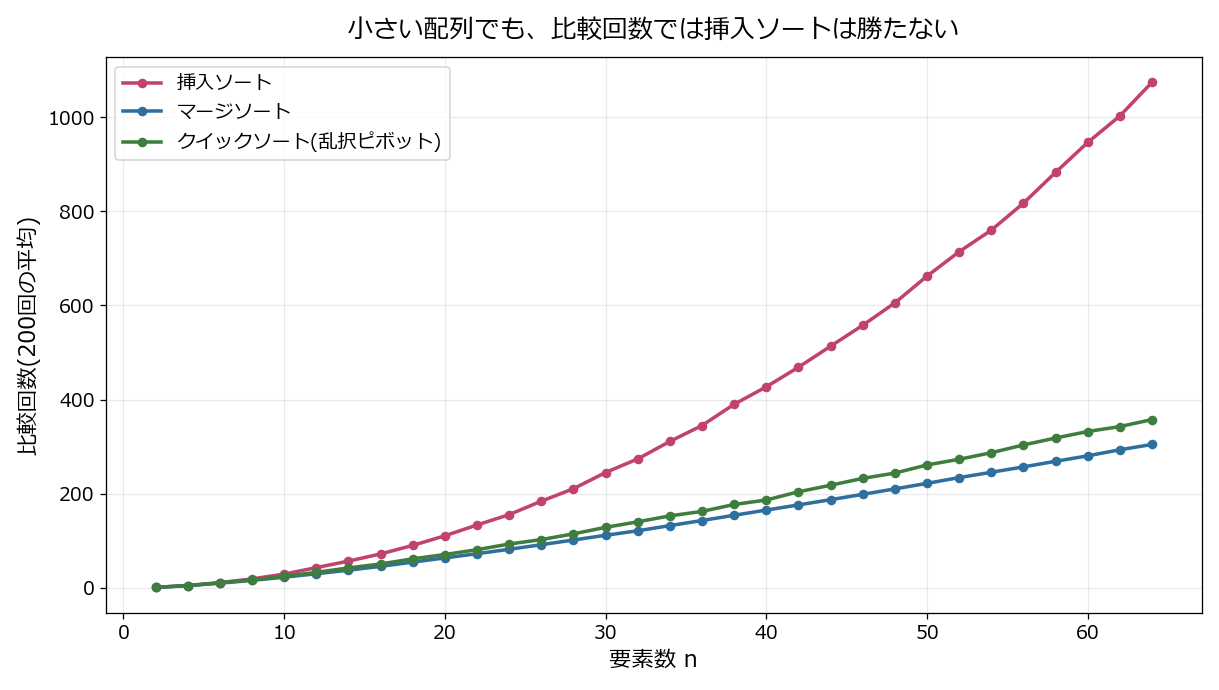 小さい配列でも、比較回数では挿入ソートは勝たない
挿入ソート
マージソート
クイックソート(乱択ピボット)
比較回数(200回の平均)
1000
800
600
400
200
0
0 10 20 30 40 50 60
要素数 n